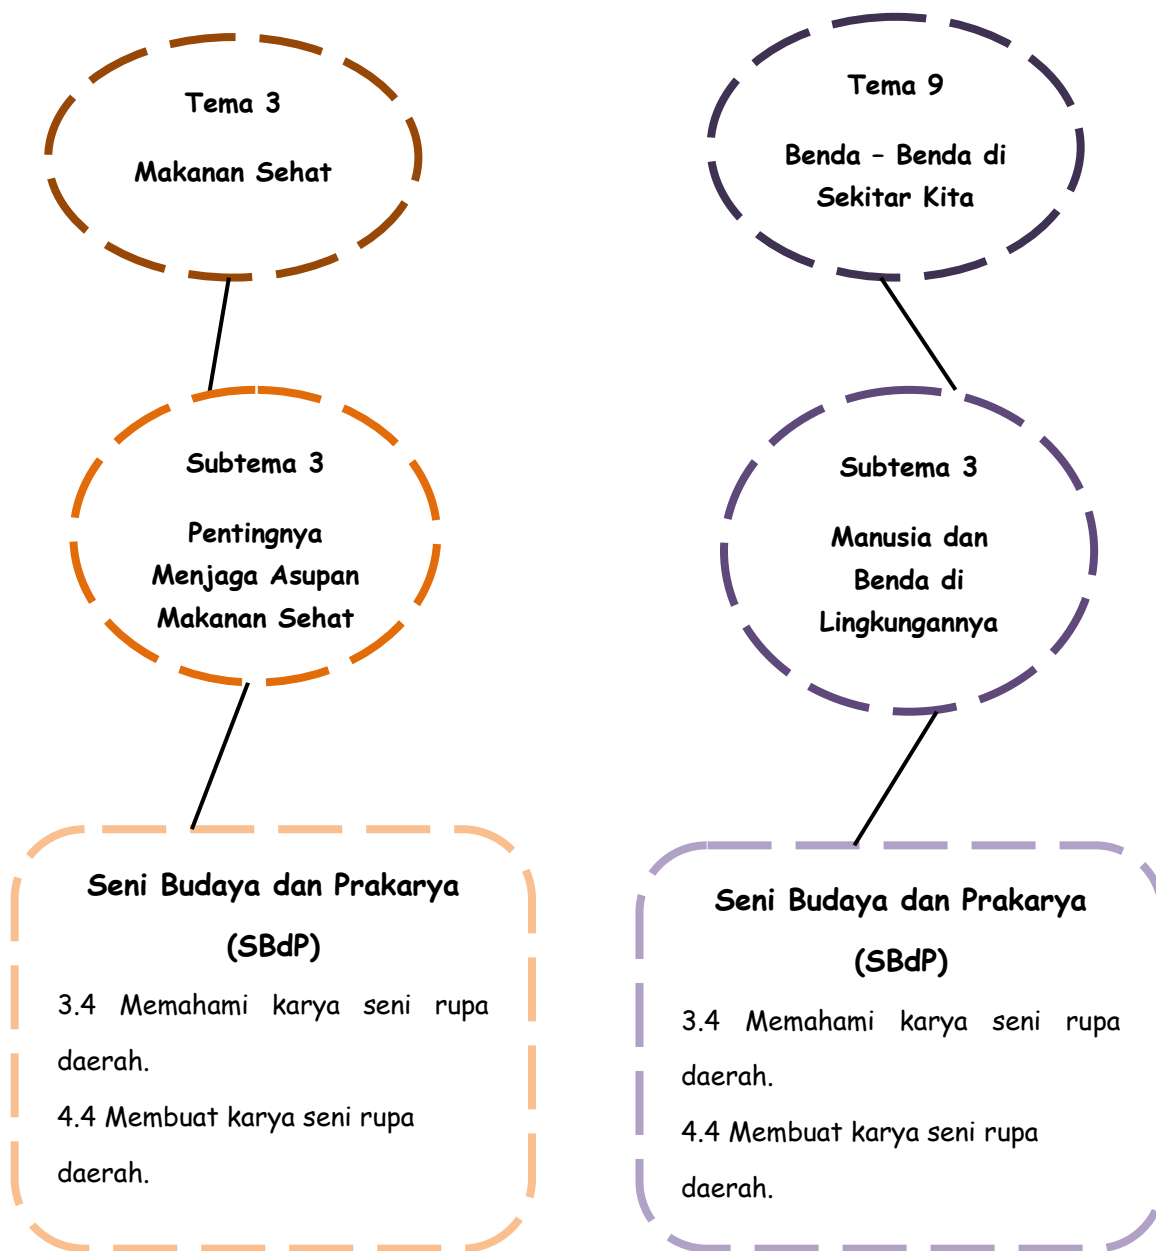 Tema 3
Makanan Sehat
Subtema 3
Pentingnya
Menjaga Asupan
Makanan Sehat
Seni Budaya dan Prakarya
(SBdP)
3.4 Memahami karya seni rupa
daerah.
4.4 Membuat karya seni rupa
daerah.
Tema 9
Benda – Benda di
Sekitar Kita
Subtema 3
Manusia dan
Benda di
Lingkungannya
Seni Budaya dan Prakarya
(SBdP)
3.4 Memahami karya seni rupa
daerah.
4.4 Membuat karya seni rupa
daerah.